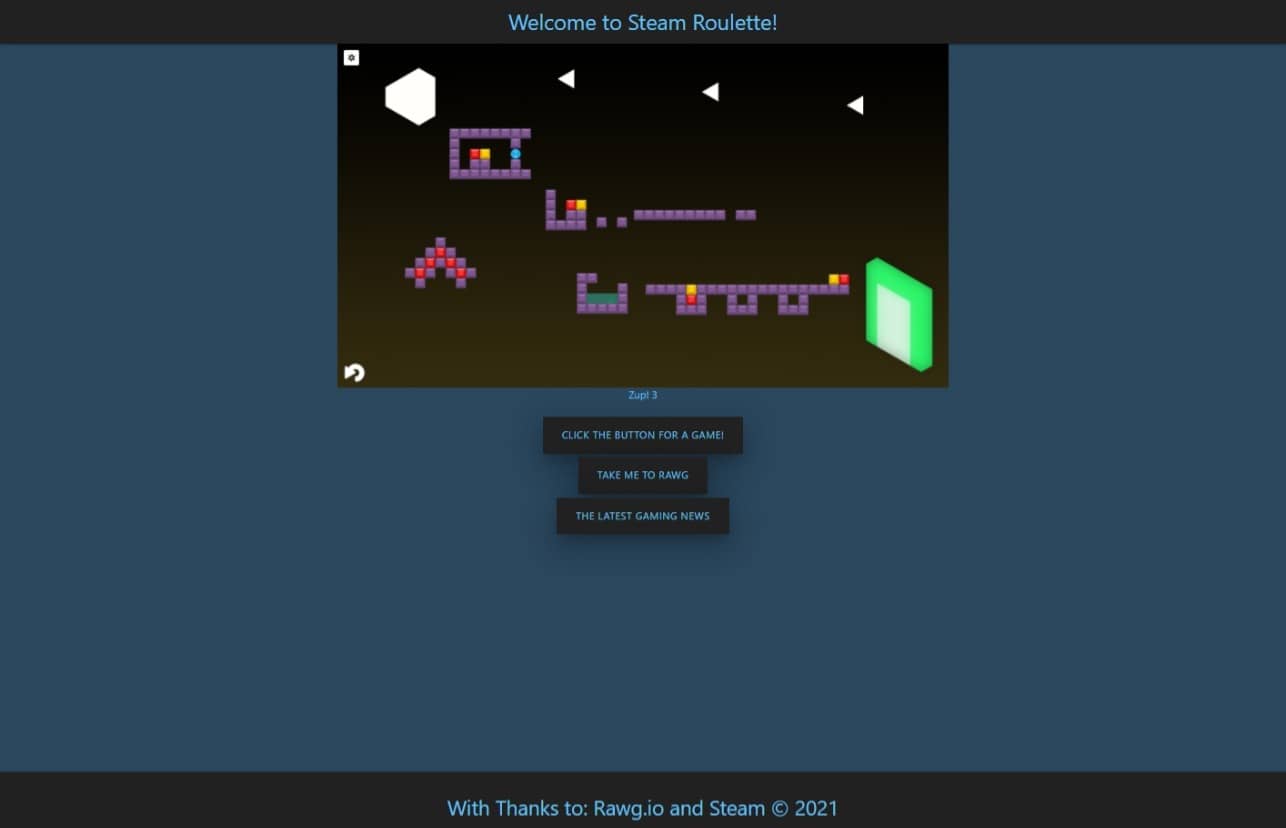 Welcome to Steam Roulette!
Zup! 3
CLICK THE BUTTON FOR A GAME!
TAKE ME TO RAWG
THE LATEST GAMING NEWS
With Thanks to: Rawg.io and Steam © 2021